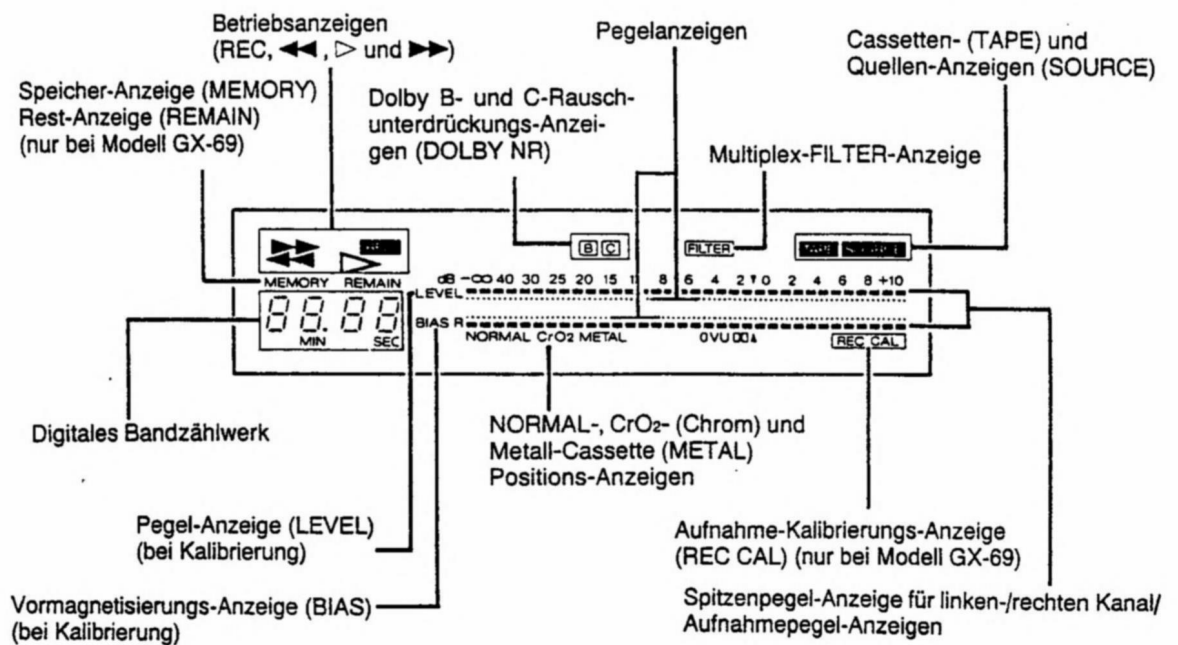 Betriebsanzeigen
(REC, ◀◀, ▷ und ▶▶)
Pegelanzeigen
Cassetten- (TAPE) und
Quellen-Anzeigen (SOURCE)
Speicher-Anzeige (MEMORY)
Rest-Anzeige (REMAIN)
(nur bei Modell GX-69)
Dolby B- und C-Rausch-
unterdrückungs-Anzei-
gen (DOLBY NR)
Multiplex-FILTER-Anzeige
B C
FILTER
MEMORY REMAIN
dB -∞ 40 30 25 20 15 8 6 4 2 ▼ 0 2 4 6 8 +10
LEVEL
88.88
MIN SEC
BIAS R
NORMAL CrO2 METAL 0VU
REC CAL
Digitales Bandzählwerk
NORMAL-, CrO2- (Chrom) und
Metall-Cassette (METAL)
Positions-Anzeigen
Pegel-Anzeige (LEVEL)
(bei Kalibrierung)
Aufnahme-Kalibrierungs-Anzeige
(REC CAL) (nur bei Modell GX-69)
Vormagnetisierungs-Anzeige (BIAS)
(bei Kalibrierung)
Spitzenpegel-Anzeige für linken-/rechten Kanal/
Aufnahmepegel-Anzeigen